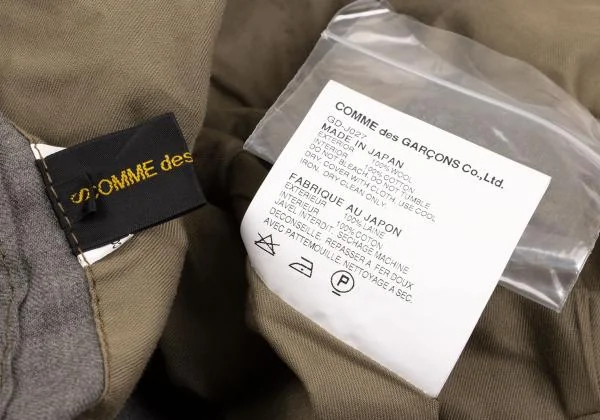 COMME des
COMME des GARÇONS Co.,Ltd.
GD-J027
MADE IN JAPAN
EXTERIOR 100% WOOL
INTERIOR 100% COTTON
DO NOT BLEACH DO NOT TUMBLE
DRY. COVER WITH CLOTH, USE COOL
IRON. DRY CLEAN ONLY.
FABRIQUE AU JAPON
EXTERIEUR 100% LAINE
INTERIEUR 100% COTON
JAVEL INTERDIT. SECHAGE MACHINE
DECONSEILLE. REPASSER A FER DOUX
AVEC PATTEMOUILLE. NETTOYAGE A SEC.
P